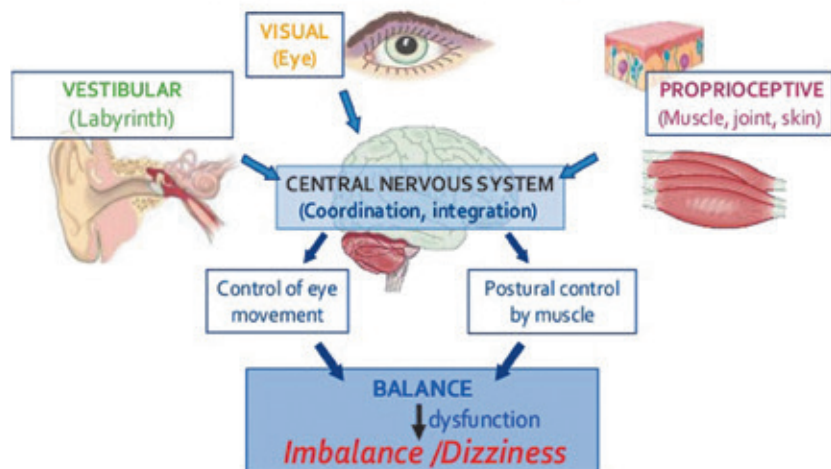 VISUAL
(Eye)
VESTIBULAR
(Labyrinth)
PROPRIOCEPTIVE
(Muscle, joint, skin)
CENTRAL NERVOUS SYSTEM
(Coordination, integration)
Control of eye
movement
Postural control
by muscle
BALANCE
dysfunction
Imbalance /Dizziness